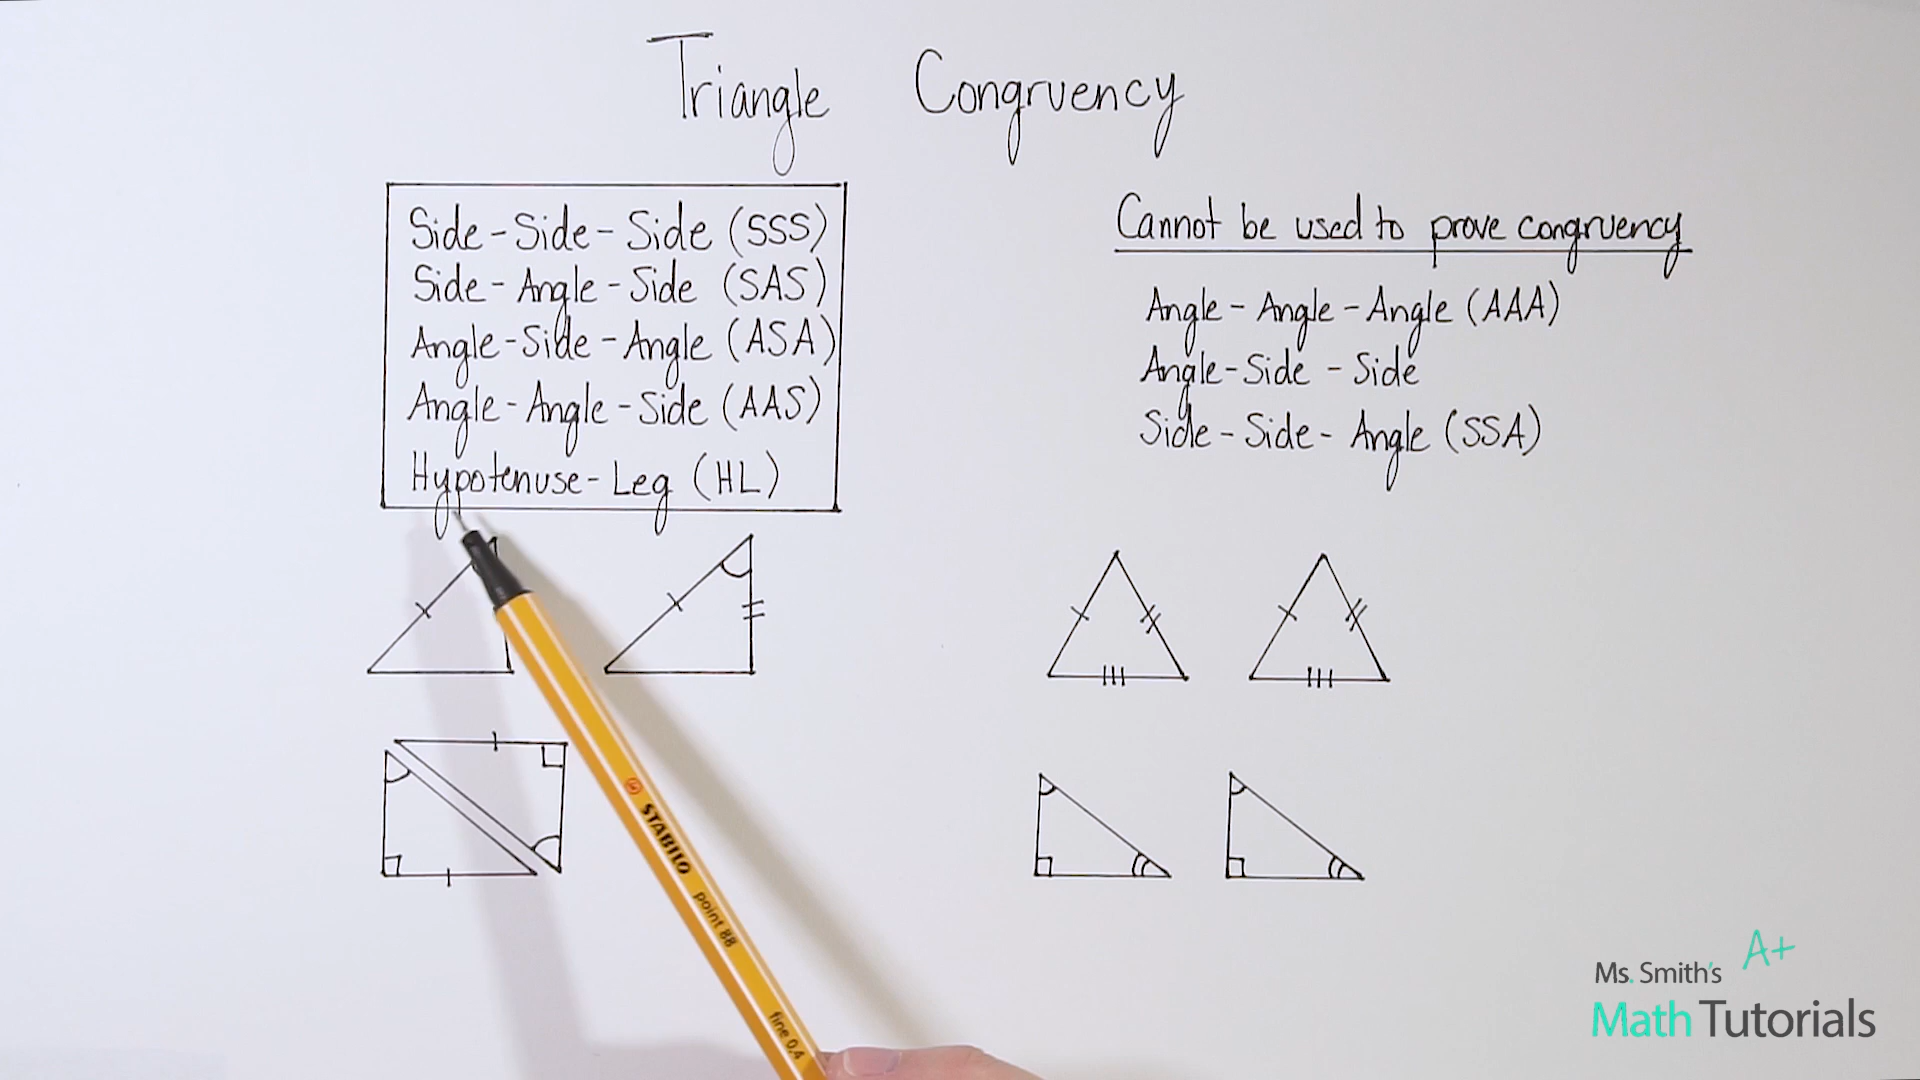 Triangle Congruency
Side-Side-Side (SSS)
Side-Angle-Side (SAS)
Angle-Side-Angle (ASA)
Angle-Angle-Side (AAS)
Hypotenuse-Leg (HL)
Cannot be used to prove congruency
Angle-Angle-Angle (AAA)
Angle-Side-Side
Side-Side-Angle (SSA)
STABILO point 88 fine 0,4
A+
Ms. Smith's
Math Tutorials